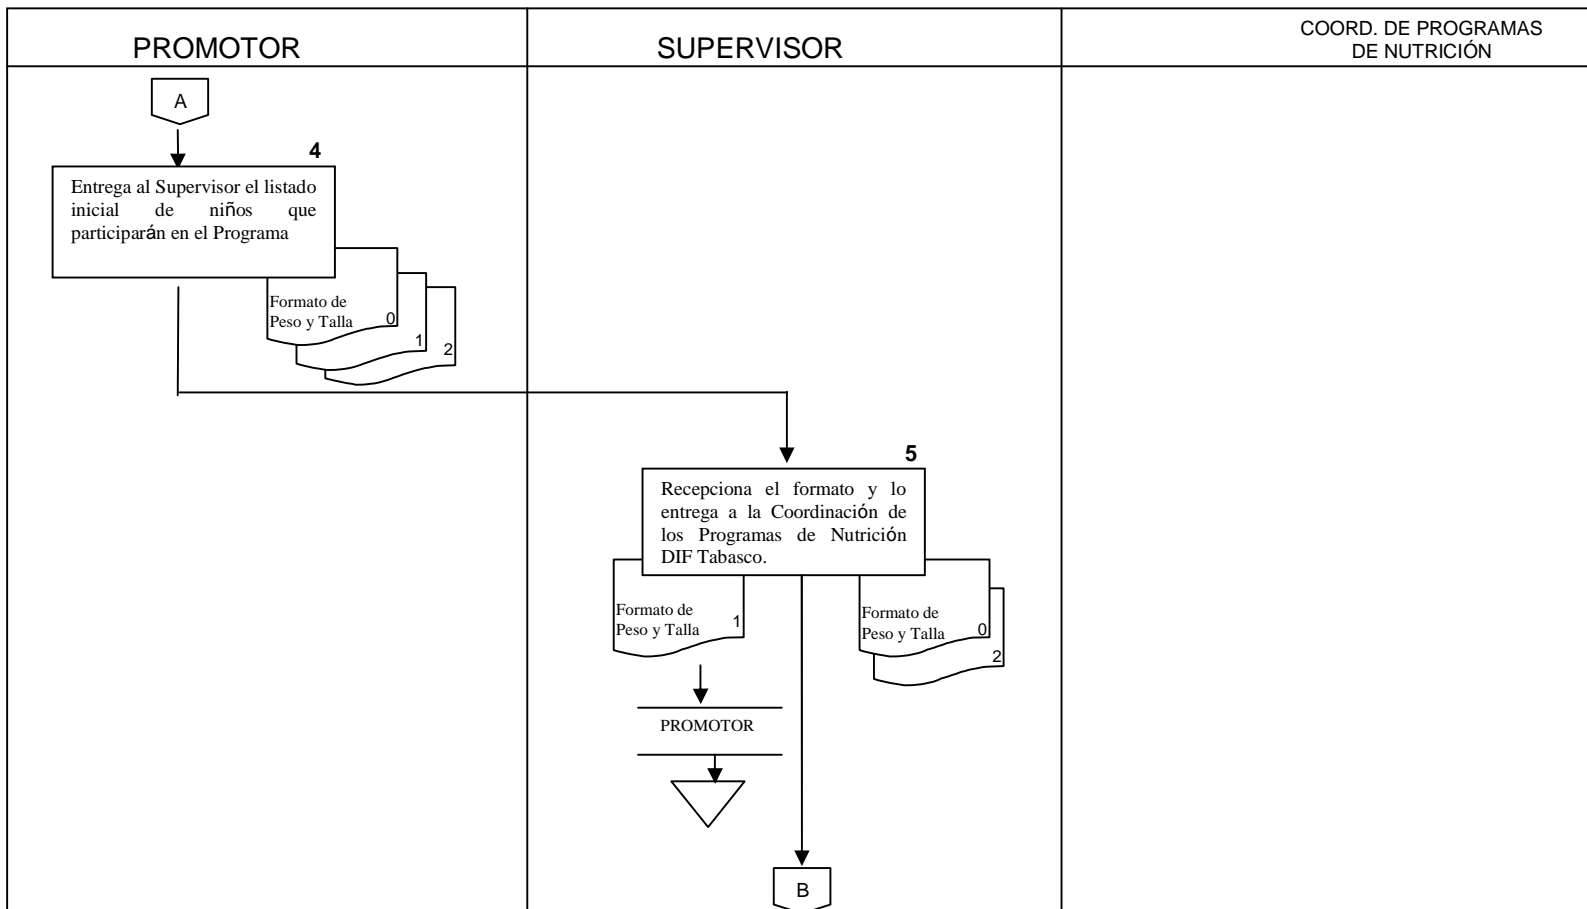 PROMOTOR
SUPERVISOR
COORD. DE PROGRAMAS
DE NUTRICIÓN
A
4
Entrega al Supervisor el listado
inicial de niños que
participarán en el Programa
Formato de
Peso y Talla 0
1
2
5
Recepciona el formato y lo
entrega a la Coordinación de
los Programas de Nutrición
DIF Tabasco.
Formato de
Peso y Talla 1
Formato de
Peso y Talla 0
2
PROMOTOR
B